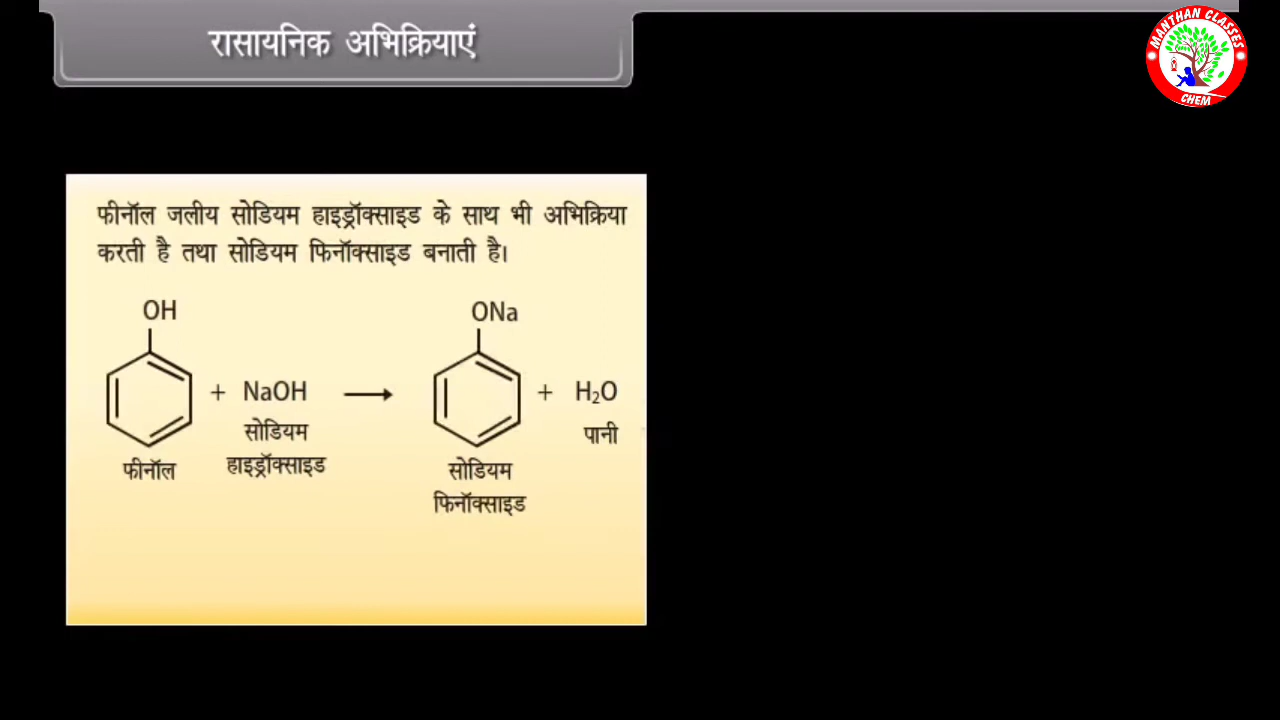 रासायनिक अभिक्रियाएं
MANTHAN CLASSES
CHEM
फीनॉल जलीय सोडियम हाइड्रॉक्साइड के साथ भी अभिक्रिया
करती है तथा सोडियम फिनॉक्साइड बनाती है।
OH
ONa
+ NaOH
+ H₂O
सोडियम
पानी
हाइड्रॉक्साइड
फीनॉल
सोडियम
फिनॉक्साइड